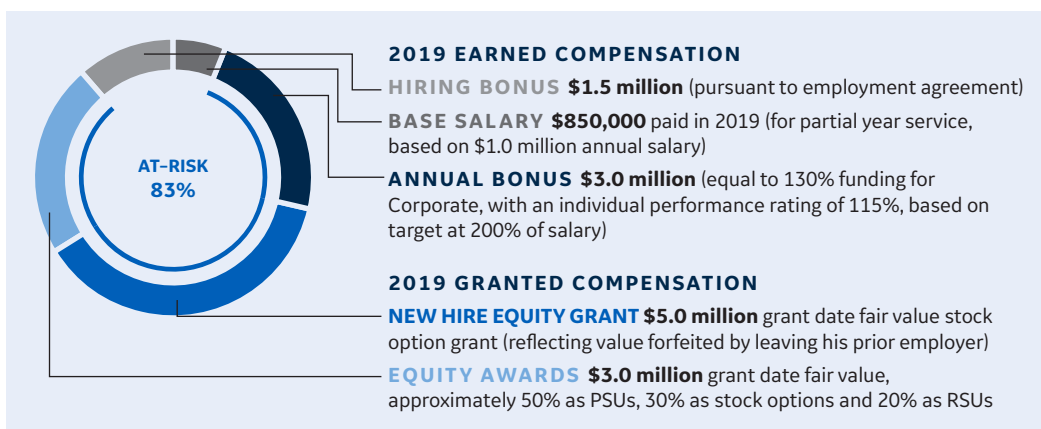 AT–RISK
83%
2019 EARNED COMPENSATION
HIRING BONUS $1.5 million (pursuant to employment agreement)
BASE SALARY $850,000 paid in 2019 (for partial year service,
based on $1.0 million annual salary)
ANNUAL BONUS $3.0 million (equal to 130% funding for
Corporate, with an individual performance rating of 115%, based on
target at 200% of salary)
2019 GRANTED COMPENSATION
NEW HIRE EQUITY GRANT $5.0 million grant date fair value stock
option grant (reflecting value forfeited by leaving his prior employer)
EQUITY AWARDS $3.0 million grant date fair value,
approximately 50% as PSUs, 30% as stock options and 20% as RSUs